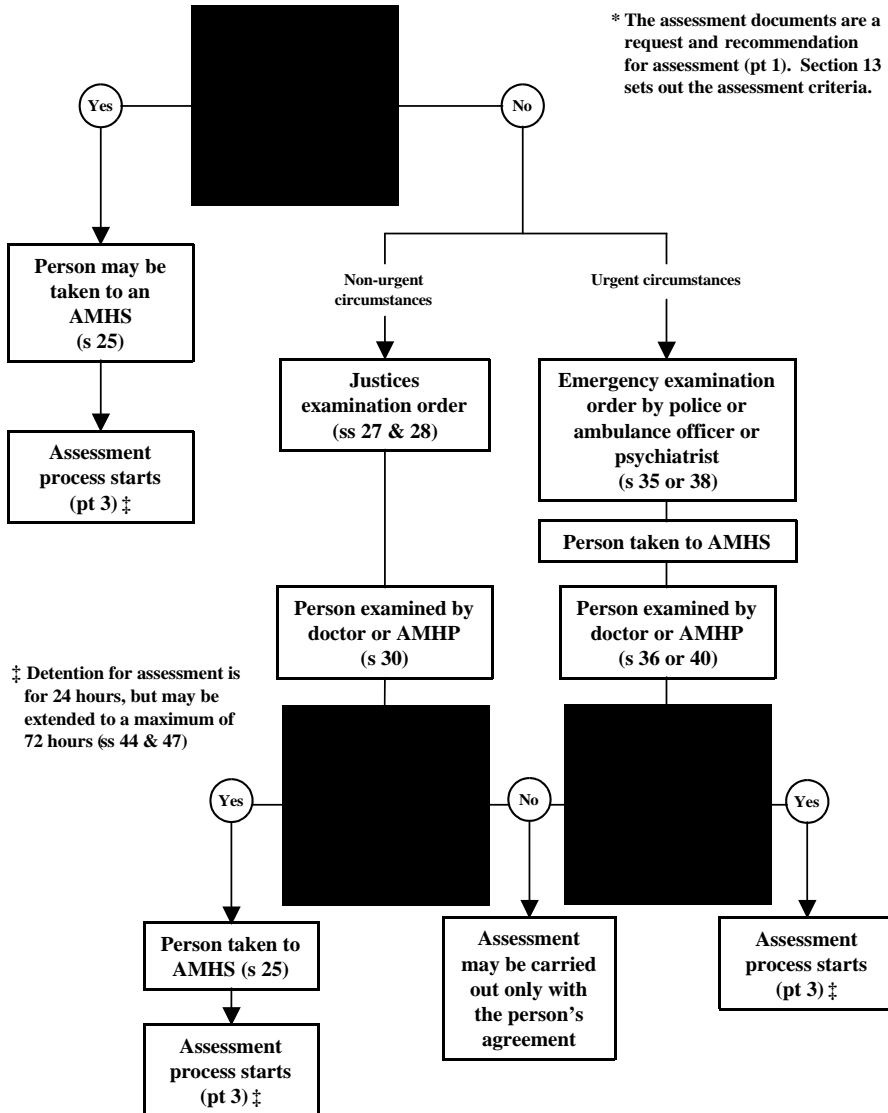 * The assessment documents are a
request and recommendation
for assessment (pt 1). Section 13
sets out the assessment criteria.
Yes
No
Person may be
taken to an
AMHS
(s 25)
Non-urgent
circumstances
Urgent circumstances
Justices
examination order
(ss 27 & 28)
Emergency examination
order by police or
ambulance officer or
psychiatrist
(s 35 or 38)
Assessment
process starts
(pt 3) ‡
Person taken to AMHS
Person examined by
doctor or AMHP
(s 30)
Person examined by
doctor or AMHP
(s 36 or 40)
‡ Detention for assessment is
for 24 hours, but may be
extended to a maximum of
72 hours (ss 44 & 47)
Yes
No
Yes
Person taken to
AMHS (s 25)
Assessment
may be carried
out only with
the person’s
agreement
Assessment
process starts
(pt 3) ‡
Assessment
process starts
(pt 3) ‡